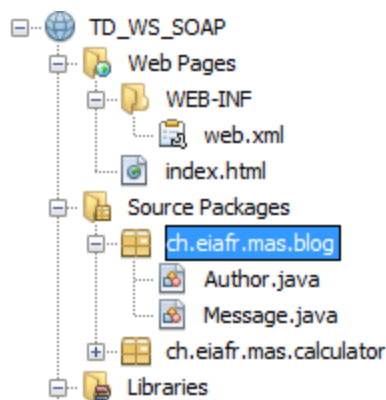 TD_WS_SOAP
Web Pages
WEB-INF
web.xml
index.html
Source Packages
ch.eiafr.mas.blog
Author.java
Message.java
ch.eiafr.mas.calculator
Libraries